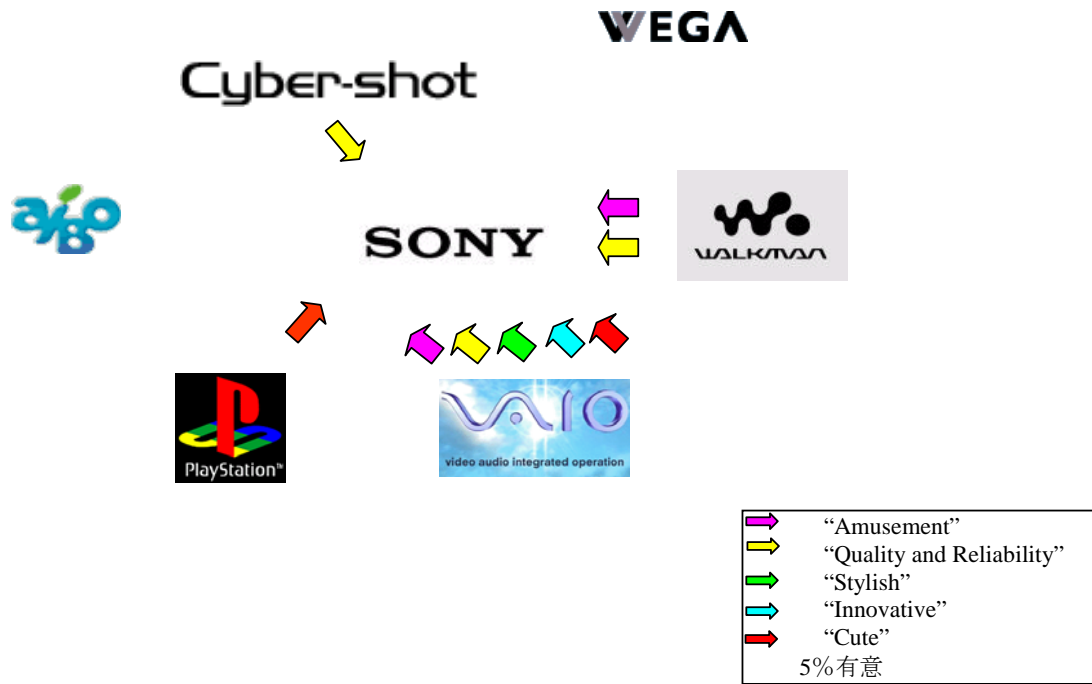 WEGA
Cyber-shot
aibo
SONY
WALKMAN
PlayStation™
VAIO
video audio integrated operation
“Amusement”
“Quality and Reliability”
“Stylish”
“Innovative”
“Cute”
5%有意